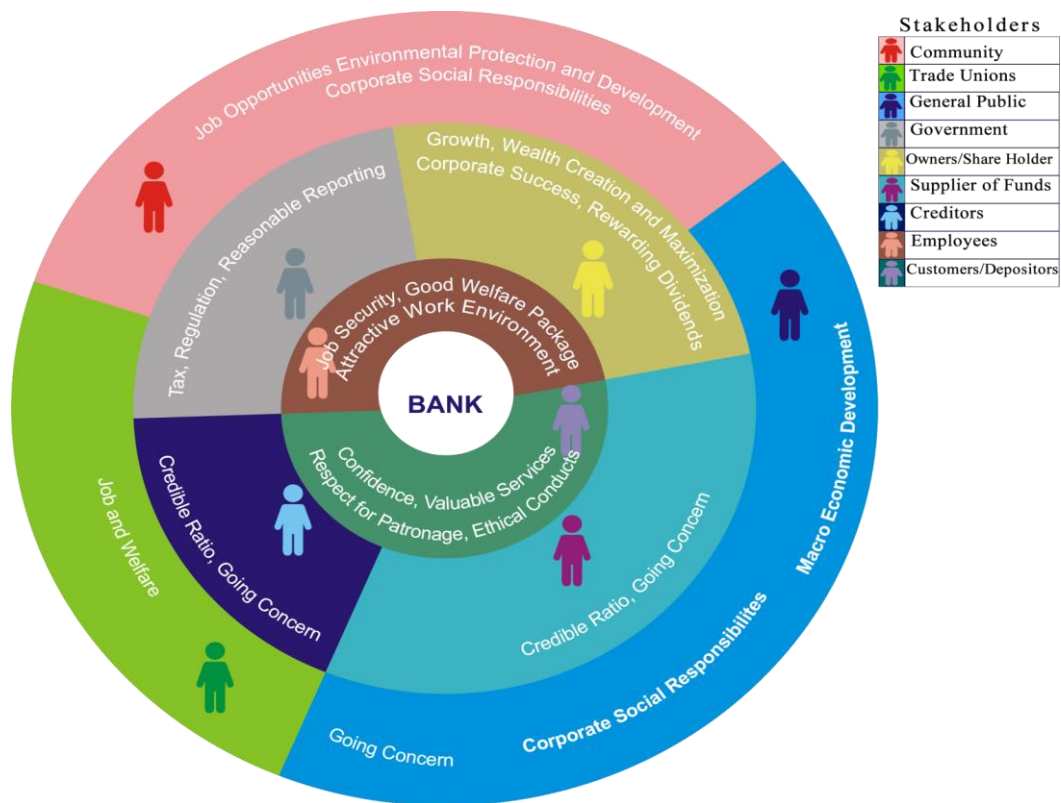 Stakeholders
Community
Trade Unions
General Public
Government
Owners/Share Holder
Supplier of Funds
Creditors
Employees
Customers/Depositors
Job Opportunities Environmental Protection and Development
Corporate Social Responsibilities
Growth, Wealth Creation and Maximization
Corporate Success, Rewarding Dividends
Tax, Regulation, Reasonable Reporting
Job Security, Good Welfare Package
Attractive Work Environment
BANK
Confidence, Valuable Services
Respect for Patronage, Ethical Conducts
Credible Ratio, Going Concern
Credible Ratio, Going Concern
Job and Welfare
Macro Economic Development
Corporate Social Responsibilites
Going Concern